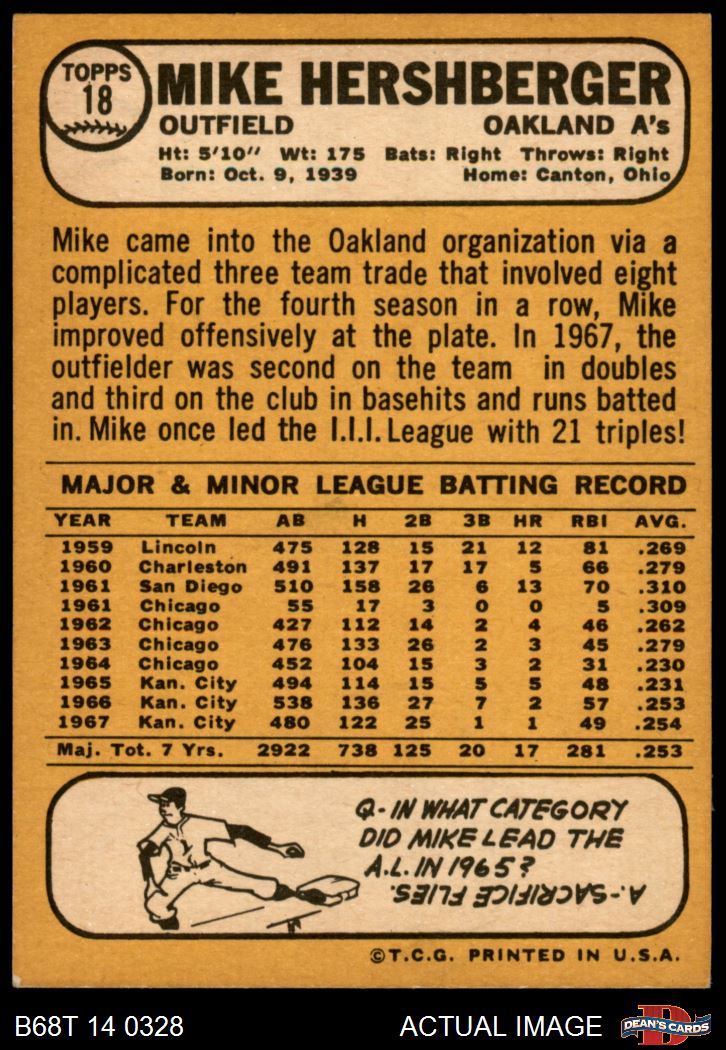 TOPPS
18
MIKE HERSHBERGER
OUTFIELD OAKLAND A's
Ht: 5'10" Wt: 175 Bats: Right Throws: Right
Born: Oct. 9, 1939 Home: Canton, Ohio
Mike came into the Oakland organization via a
complicated three team trade that involved eight
players. For the fourth season in a row, Mike
improved offensively at the plate. In 1967, the
outfielder was second on the team in doubles
and third on the club in basehits and runs batted
in. Mike once led the I.I.I. League with 21 triples!
MAJOR & MINOR LEAGUE BATTING RECORD
YEAR TEAM AB H 2B 3B HR RBI AVG.
1959 Lincoln 475 128 15 21 12 81 .269
1960 Charleston 491 137 17 17 5 66 .279
1961 San Diego 510 158 26 6 13 70 .310
1961 Chicago 55 17 3 0 0 5 .309
1962 Chicago 427 112 14 2 4 46 .262
1963 Chicago 476 133 26 2 3 45 .279
1964 Chicago 452 104 15 3 2 31 .230
1965 Kan. City 494 114 15 5 5 48 .231
1966 Kan. City 538 136 27 7 2 57 .253
1967 Kan. City 480 122 25 1 1 49 .254
Maj. Tot. 7 Yrs. 2922 738 125 20 17 281 .253
Q- IN WHAT CATEGORY
DID MIKE LEAD THE
A.L. IN 1965?
A-SACRIFICE FLIES.
©T.C.G. PRINTED IN U.S.A.
B68T 14 0328 ACTUAL IMAGE
D
DEAN'S CARDS